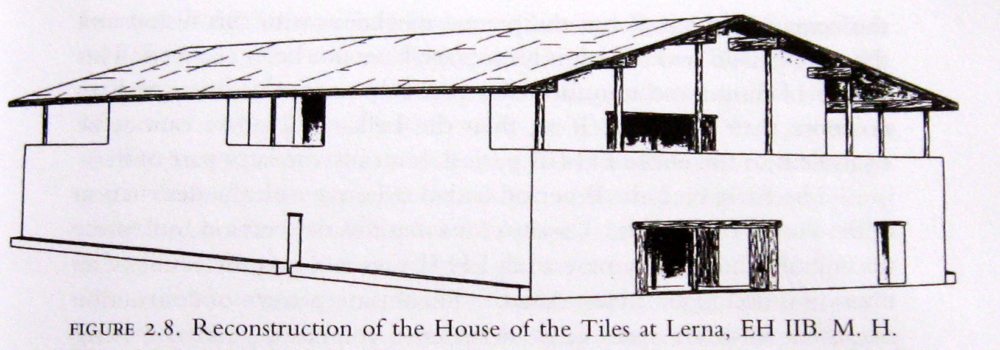 FIGURE 2.8. Reconstruction of the House of the Tiles at Lerna, EH IIB. M. H.